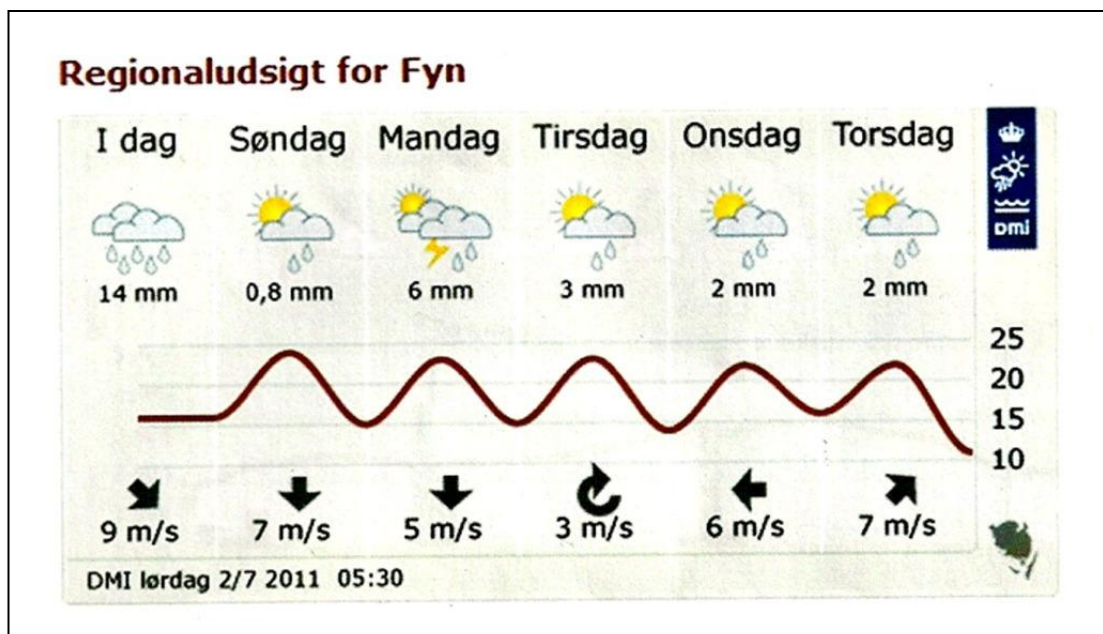 Regionaludsigt for Fyn
I dag Søndag Mandag Tirsdag Onsdag Torsdag
DMi
14 mm 0,8 mm 6 mm 3 mm 2 mm 2 mm
25
20
15
10
9 m/s 7 m/s 5 m/s 3 m/s 6 m/s 7 m/s
DMI lørdag 2/7 2011 05:30